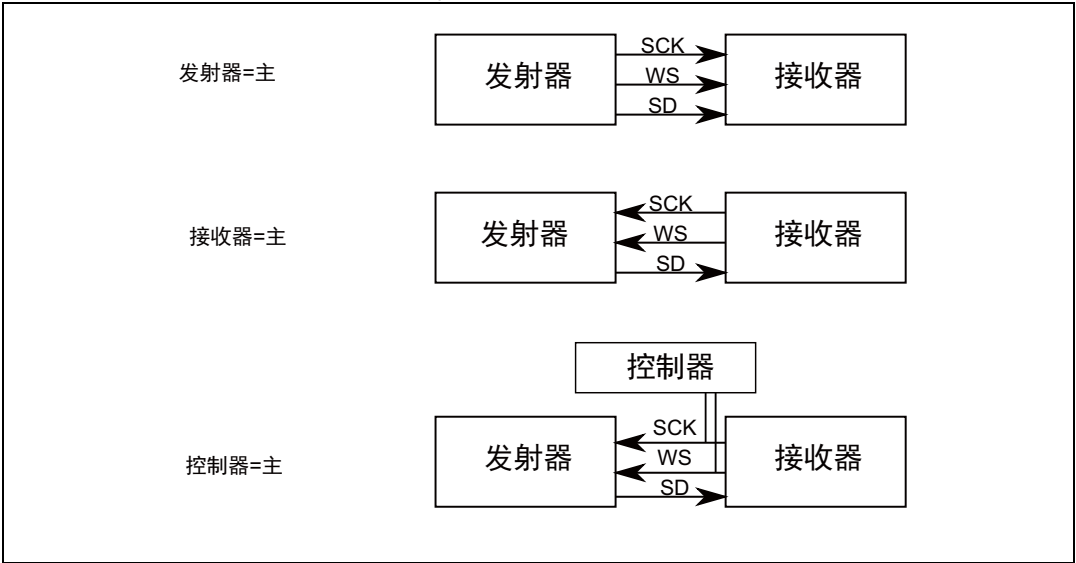 发射器=主
发射器
SCK
WS
SD
接收器
接收器=主
发射器
SCK
WS
SD
接收器
控制器
控制器=主
发射器
SCK
WS
SD
接收器